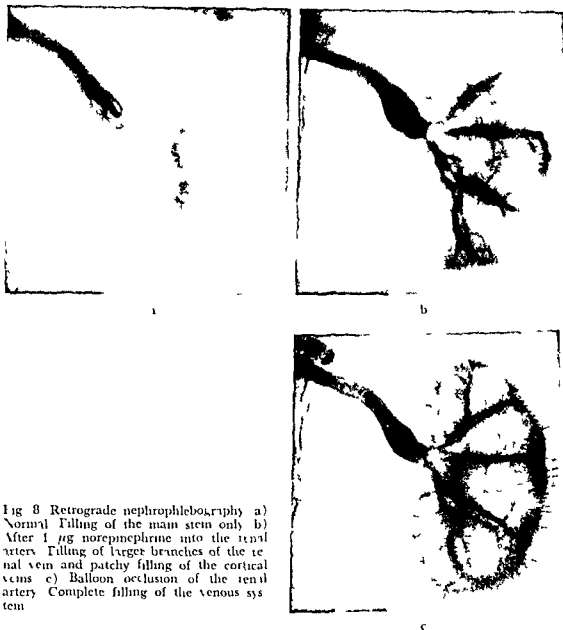 b
Fig 8 Retrograde nephrophlebography a)
Normal Filling of the main stem only b)
After 1 µg norepinephrine into the renal
artery Filling of larger branches of the re
nal vein and patchy filling of the cortical
veins c) Balloon occlusion of the renal
artery Complete filling of the venous sys
tem
c